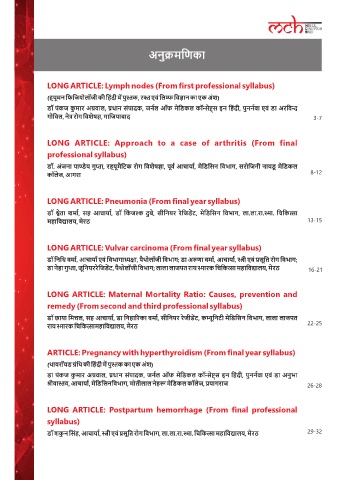 mch
अनुक्रमणिका
LONG ARTICLE: Lymph nodes (From first professional syllabus)
(ह्यूमन फिजियोलॉजी की हिंदी में पुस्तक, रक्त एवं लिम्फ विज्ञान का एक अंश)
डॉ पंकज कुमार अग्रवाल, प्रधान संपादक, जर्नल ऑफ मेडिकल कॉन्सेप्ट्स इन हिंदी, पुनर्नवा एवं डा अरविन्द
गोविल, नेत्र रोग विशेषज्ञ, गाजियाबाद 3-7
LONG ARTICLE: Approach to a case of arthritis (From final
professional syllabus)
डॉ. अंजना पाण्डेय गुप्ता, रह्यूमैटिक रोग विशेषज्ञा, पूर्व आचार्या, मेडिसिन विभाग, सरोजिनी नायडू मेडिकल
कॉलेज, आगरा 8-12
LONG ARTICLE: Pneumonia (From final year syllabus)
डॉ श्वेता शर्मा, सह आचार्या, डॉ किंजल्क दुबे, सीनियर रेजिडेंट, मेडिसिन विभाग, ला.ला.रा.स्मा. चिकित्सा
महाविद्यालय, मेरठ 13-15
LONG ARTICLE: Vulvar carcinoma (From final year syllabus)
डॉ निधि वर्मा, आचार्या एवं विभागाध्यक्षा, पैथोलॉजी विभाग; डा अरुणा वर्मा, आचार्या, स्त्री एवं प्रसूति रोग विभाग;
डा नेहा गुप्ता, जूनियर रेजिडेंट, पैथोलॉजी विभाग; लाला लाजपत राय स्मारक चिकित्सा महाविद्यालय, मेरठ 16-21
LONG ARTICLE: Maternal Mortality Ratio: Causes, prevention and
remedy (From second and third professional syllabus)
डॉ छाया मित्तल, सह आचार्या, डा निहारिका वर्मा, सीनियर रेजीडेंट, कम्यूनिटी मेडिसिन विभाग, लाला लाजपत
राय स्मारक चिकित्सा महाविद्यालय, मेरठ 22-25
ARTICLE: Pregnancy with hyperthyroidism (From final year syllabus)
(थायरॉयड ग्रंथि की हिंदी में पुस्तक का एक अंश)
डा पंकज कुमार अग्रवाल, प्रधान संपादक, जर्नल ऑफ मेडिकल कॉन्सेप्ट्स इन हिंदी, पुनर्नवा एवं डा अनुभा
श्रीवास्तव, आचार्या, मेडिसिन विभाग, मोतीलाल नेहरू मेडिकल कॉलेज, प्रयागराज 26-28
LONG ARTICLE: Postpartum hemorrhage (From final professional
syllabus)
डॉ शकुन सिंह, आचार्या, स्त्री एवं प्रसूति रोग विभाग, ला.ला.रा.स्मा. चिकित्सा महाविद्यालय, मेरठ 29-32